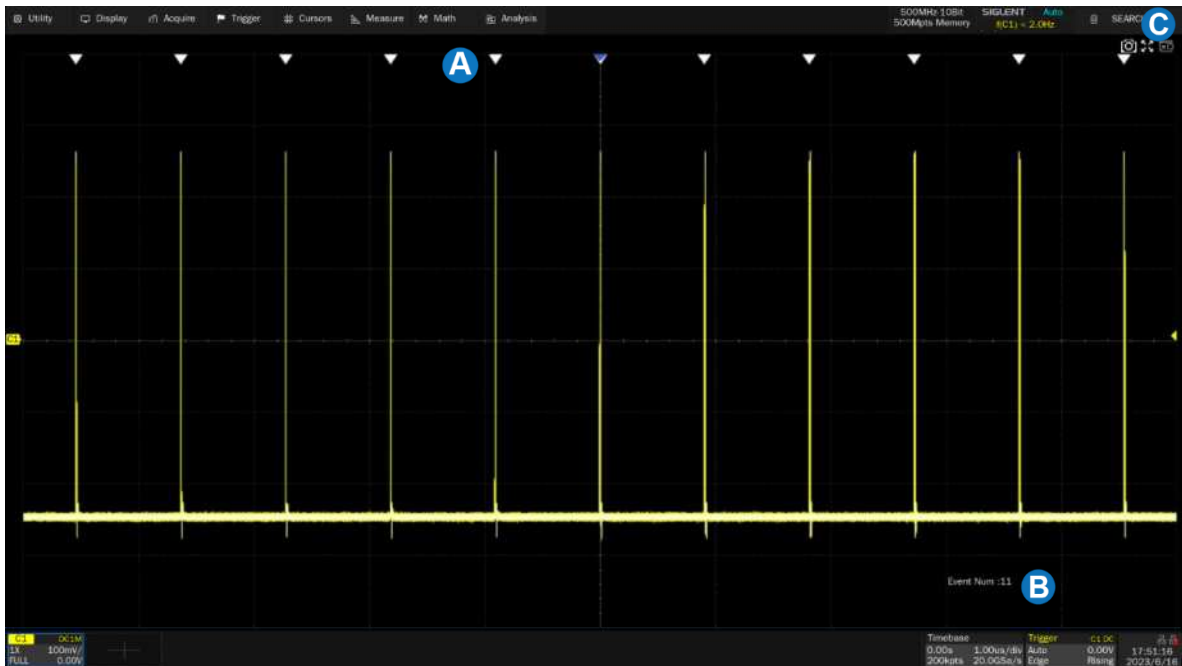 Utility Display Acquire Trigger Cursors Measure Math Analysis
500MHz 10Bit SIGLENT Auto
500Mpts Memory f(C1) = 2.0Hz
SEARC
C
A
C1
Event Num :11
B
C1 DC1M
1X 100mV/
FULL 0.00V
Timebase
0.00s 1.00us/div
200kpts 20.0GSa/s
Trigger C1 DC
Auto 0.00V
Edge Rising
17:51:16
2023/6/16